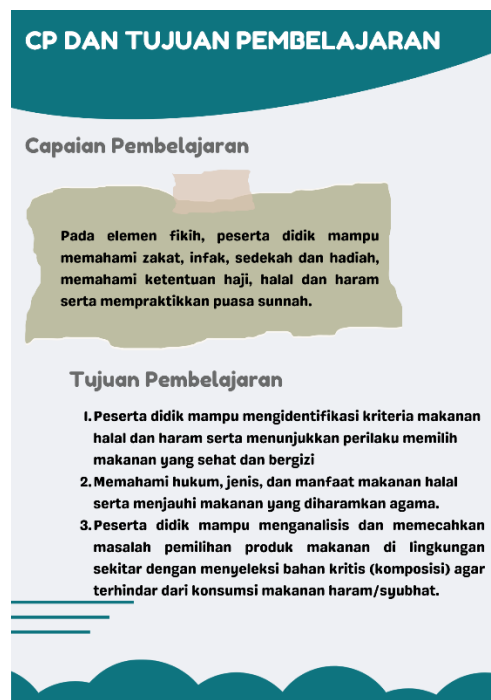 CP DAN TUJUAN PEMBELAJARAN
Capaian Pembelajaran
Pada elemen fikih, peserta didik mampu
memahami zakat, infak, sedekah dan hadiah,
memahami ketentuan haji, halal dan haram
serta mempraktikkan puasa sunnah.
Tujuan Pembelajaran
1. Peserta didik mampu mengidentifikasi kriteria makanan
halal dan haram serta menunjukkan perilaku memilih
makanan yang sehat dan bergizi
2. Memahami hukum, jenis, dan manfaat makanan halal
serta menjauhi makanan yang diharamkan agama.
3. Peserta didik mampu menganalisis dan memecahkan
masalah pemilihan produk makanan di lingkungan
sekitar dengan menyeleksi bahan kritis (komposisi) agar
terhindar dari konsumsi makanan haram/syubhat.